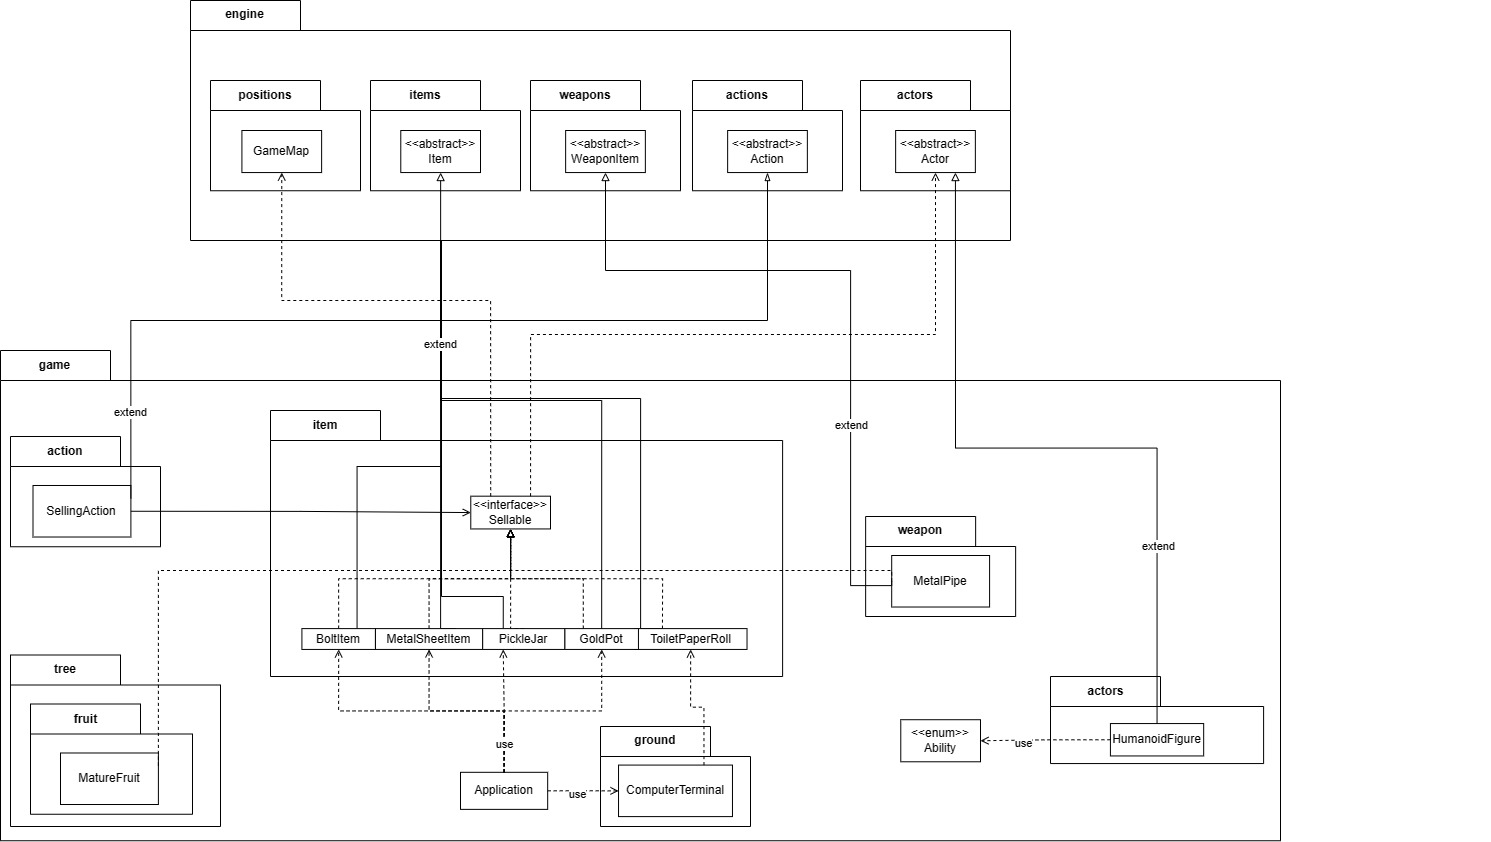 engine
positions
items
weapons
actions
actors
GameMap
<<abstract>>
Item
<<abstract>>
WeaponItem
<<abstract>>
Action
<<abstract>>
Actor
extend
game
extend
item
extend
action
SellingAction
<<interface>>
Sellable
weapon
extend
MetalPipe
BoltItem
MetalSheetItem
PickleJar
GoldPot
ToiletPaperRoll
tree
actors
fruit
<<enum>>
Ability
use
HumanoidFigure
ground
use
MatureFruit
Application
use
ComputerTerminal